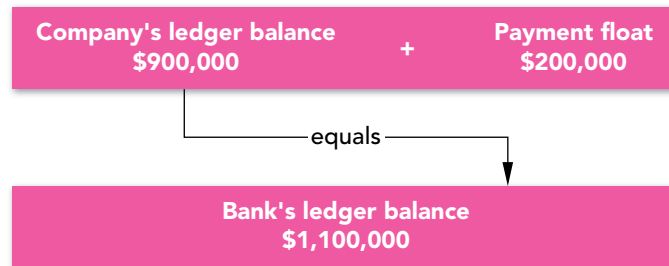 Company's ledger balance + Payment float
$900,000 $200,000
equals
Bank's ledger balance
$1,100,000